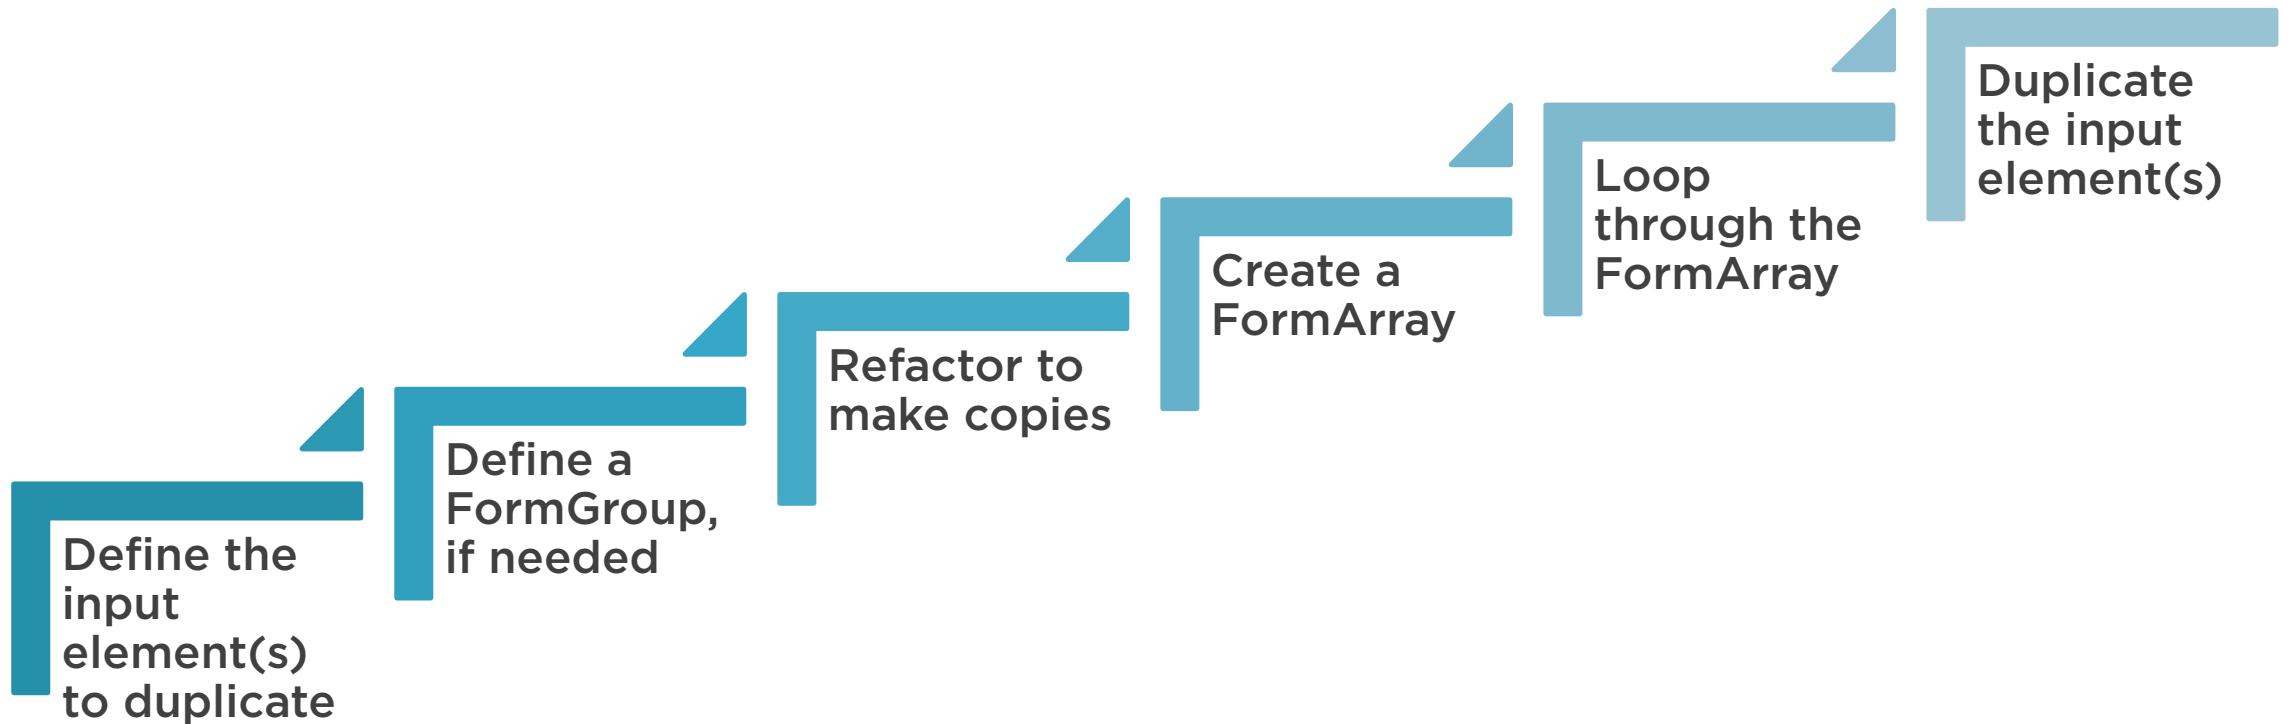 Define the
input
element(s)
to duplicate
Define a
FormGroup,
if needed
Refactor to
make copies
Create a
FormArray
Loop
through the
FormArray
Duplicate
the input
element(s)